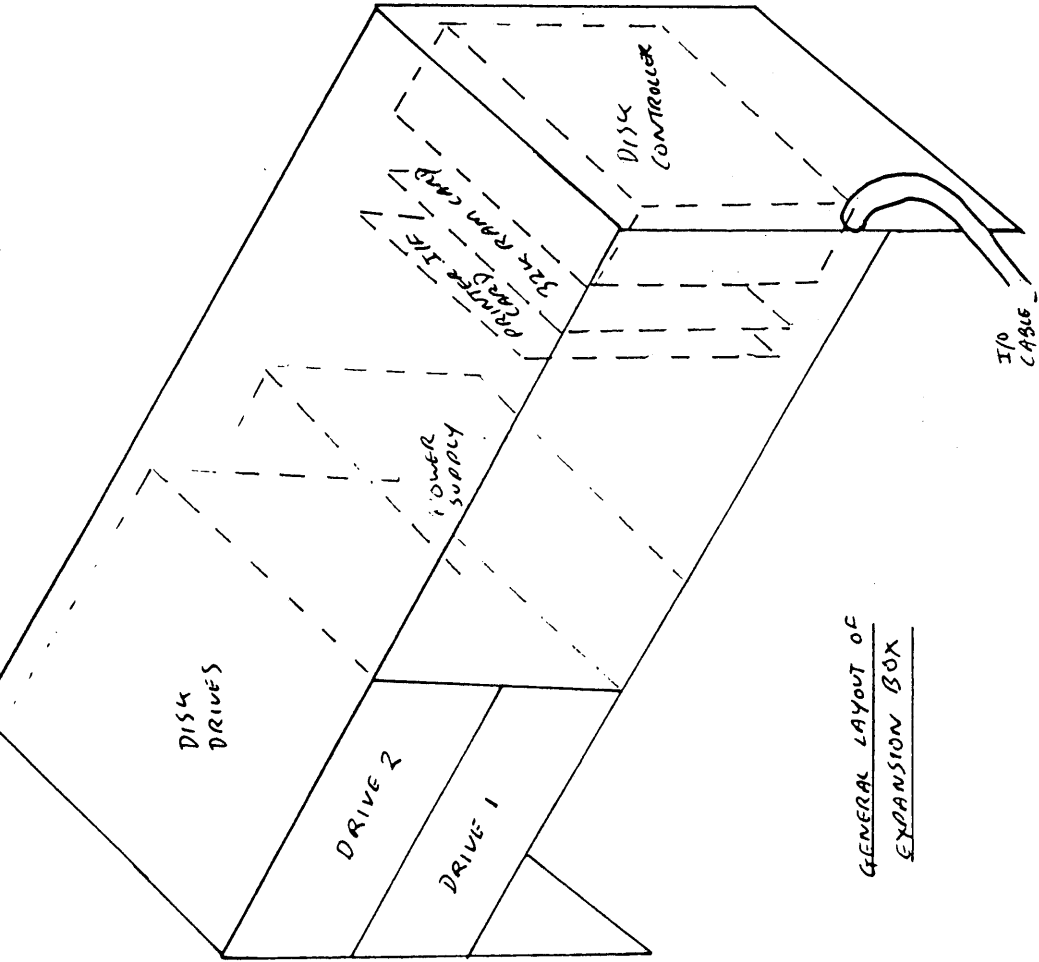 DISK
DRIVES
DRIVE 2
DRIVE 1
POWER
SUPPLY
PRINTER I/F
CARD
32K RAM CARD
DISK
CONTROLLER
I/O
CABLE
GENERAL LAYOUT OF
EXPANSION BOX